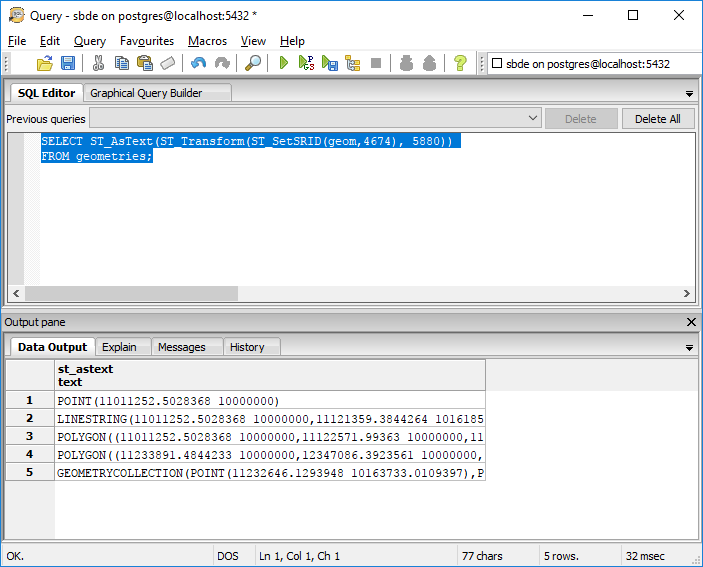 Query - sbde on postgres@localhost:5432 *
File Edit Query Favourites Macros View Help
sbde on postgres@localhost:5432
SQL Editor Graphical Query Builder
Previous queries Delete Delete All
SELECT ST_AsText(ST_Transform(ST_SetSRID(geom,4674), 5880))
FROM geometries;
Output pane
Data Output Explain Messages History
st_astext
text
1 POINT(11011252.5028368 10000000)
2 LINESTRING(11011252.5028368 10000000,11121359.3844264 1016185
3 POLYGON((11011252.5028368 10000000,11122571.99363 10000000,11
4 POLYGON((11233891.4844233 10000000,12347086.3923561 10000000,
5 GEOMETRYCOLLECTION(POINT(11232646.1293948 10163733.0109397),P
OK. DOS Ln 1, Col 1, Ch 1 77 chars 5 rows. 32 msec